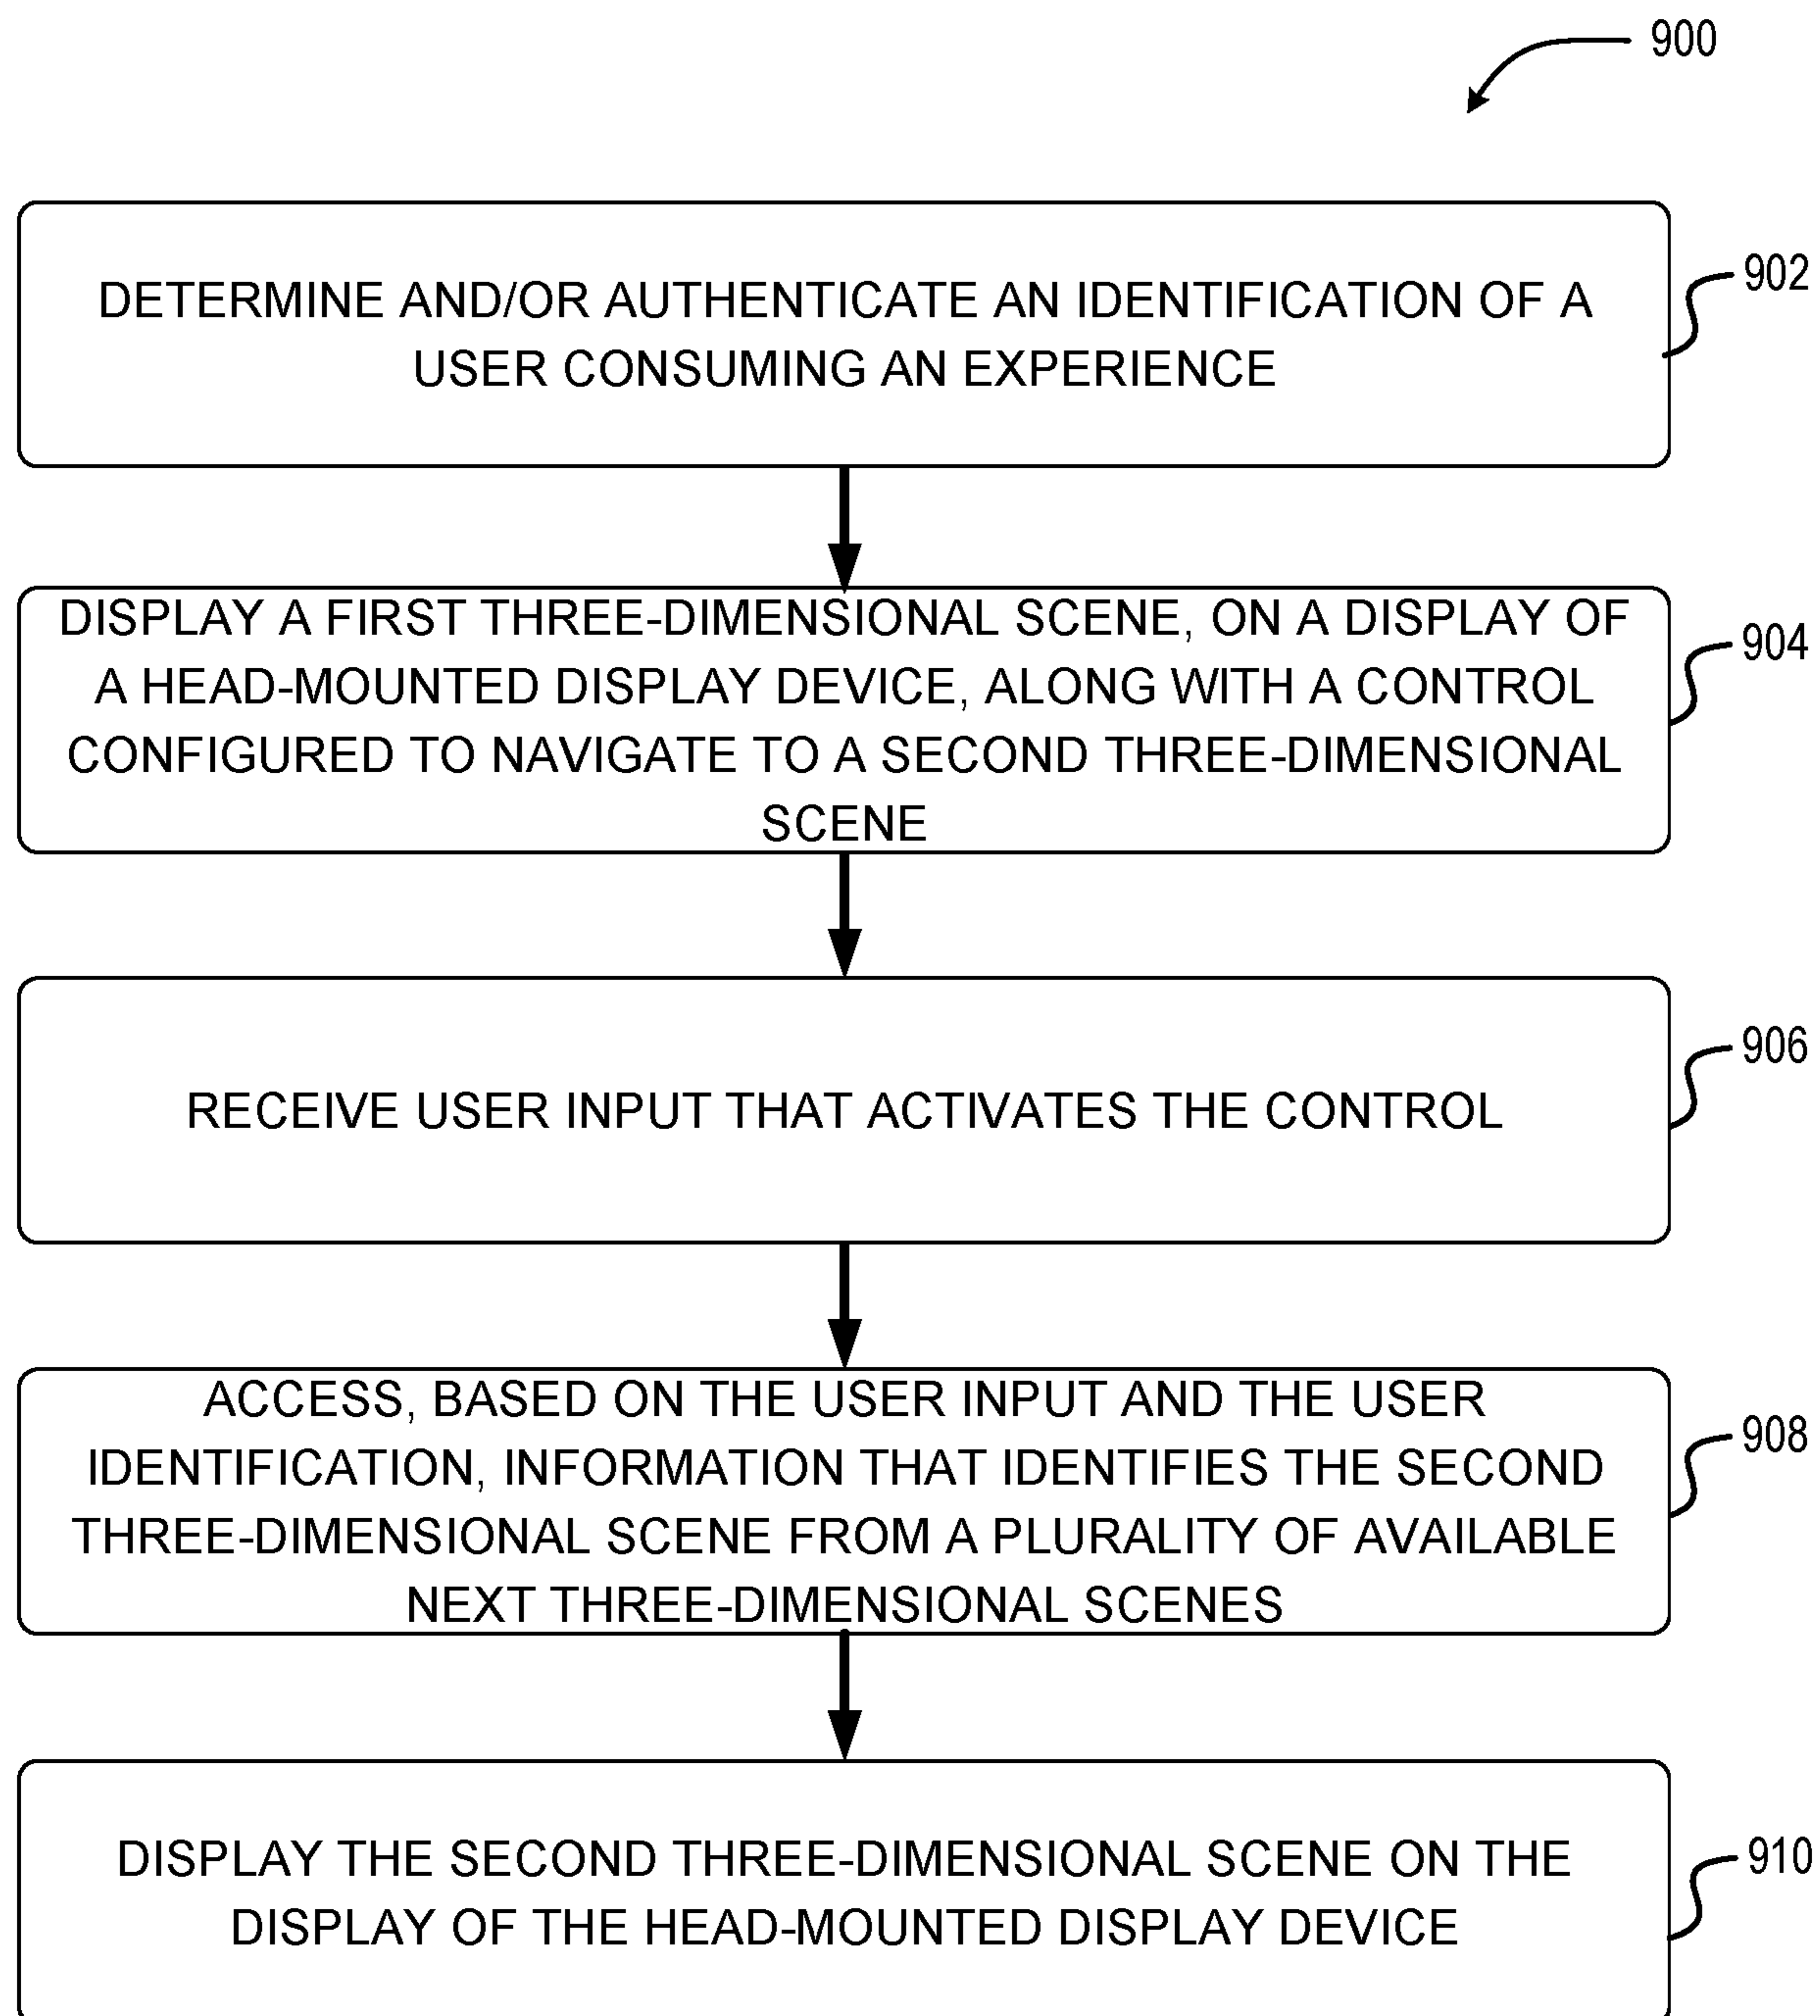 900
DETERMINE AND/OR AUTHENTICATE AN IDENTIFICATION OF A
USER CONSUMING AN EXPERIENCE
902
DISPLAY A FIRST THREE-DIMENSIONAL SCENE, ON A DISPLAY OF
A HEAD-MOUNTED DISPLAY DEVICE, ALONG WITH A CONTROL
CONFIGURED TO NAVIGATE TO A SECOND THREE-DIMENSIONAL
SCENE
904
RECEIVE USER INPUT THAT ACTIVATES THE CONTROL
906
ACCESS, BASED ON THE USER INPUT AND THE USER
IDENTIFICATION, INFORMATION THAT IDENTIFIES THE SECOND
THREE-DIMENSIONAL SCENE FROM A PLURALITY OF AVAILABLE
NEXT THREE-DIMENSIONAL SCENES
908
DISPLAY THE SECOND THREE-DIMENSIONAL SCENE ON THE
DISPLAY OF THE HEAD-MOUNTED DISPLAY DEVICE
910